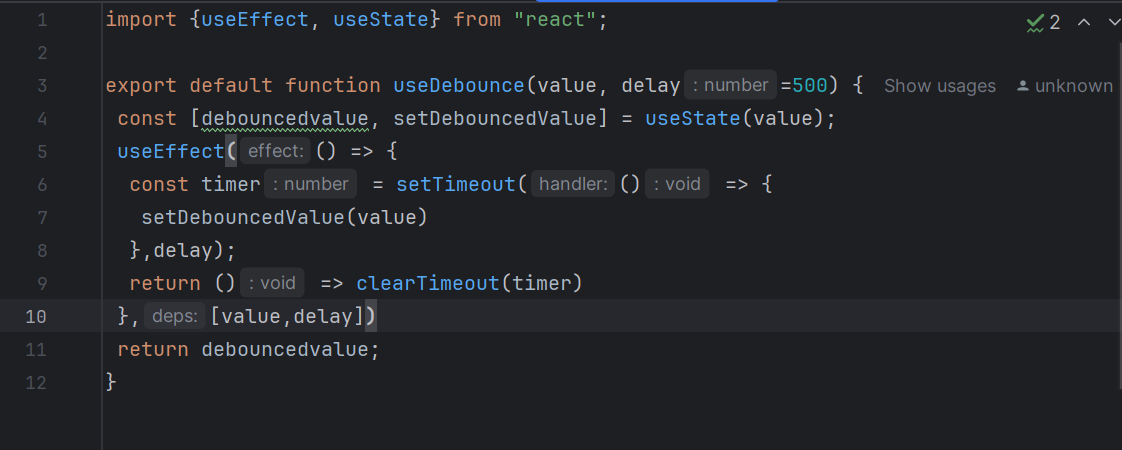 1 import {useEffect, useState} from "react"; 2
2
3 export default function useDebounce(value, delay : number =500) { Show usages unknown
4 const [debouncedvalue, setDebouncedValue] = useState(value);
5 useEffect( effect: () => {
6 const timer : number = setTimeout( handler: () : void => {
7 setDebouncedValue(value)
8 },delay);
9 return () : void => clearTimeout(timer)
10 }, deps: [value,delay])
11 return debouncedvalue;
12 }